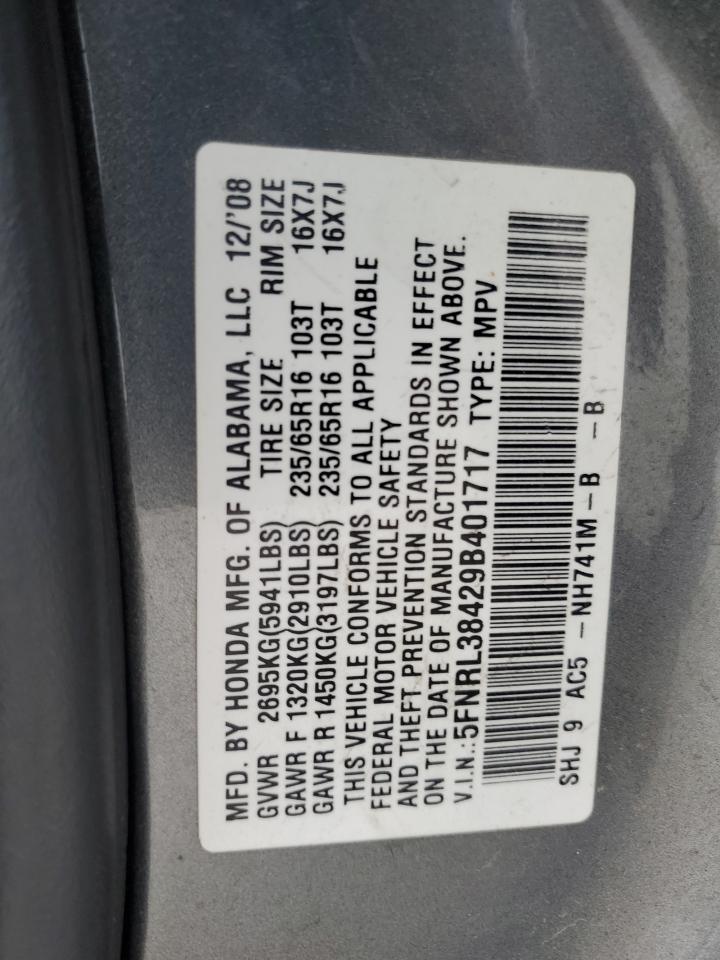 MFD. BY HONDA MFG. OF ALABAMA, LLC 12/'08
GVWR 2695KG(5941LBS) TIRE SIZE RIM SIZE
GAWR F 1320KG(2910LBS) 235/65R16 103T 16X7J
GAWR R 1450KG(3197LBS) 235/65R16 103T 16X7J
THIS VEHICLE CONFORMS TO ALL APPLICABLE
FEDERAL MOTOR VEHICLE SAFETY
AND THEFT PREVENTION STANDARDS IN EFFECT
ON THE DATE OF MANUFACTURE SHOWN ABOVE.
V.I.N.: 5FNRL38429B401717 TYPE: MPV
SHJ 9 AC5 -NH741M-B -B